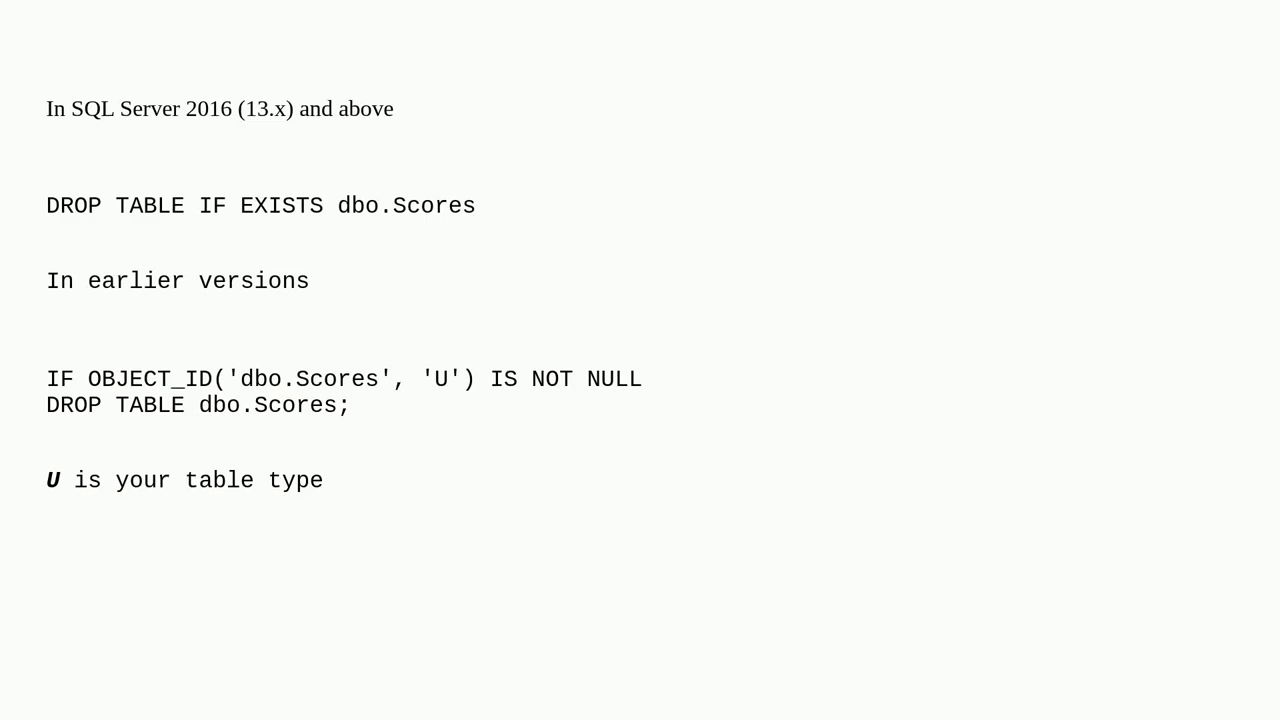 In SQL Server 2016 (13.x) and above
DROP TABLE IF EXISTS dbo.Scores
In earlier versions
IF OBJECT_ID('dbo.Scores', 'U') IS NOT NULL
DROP TABLE dbo.Scores;
U is your table type